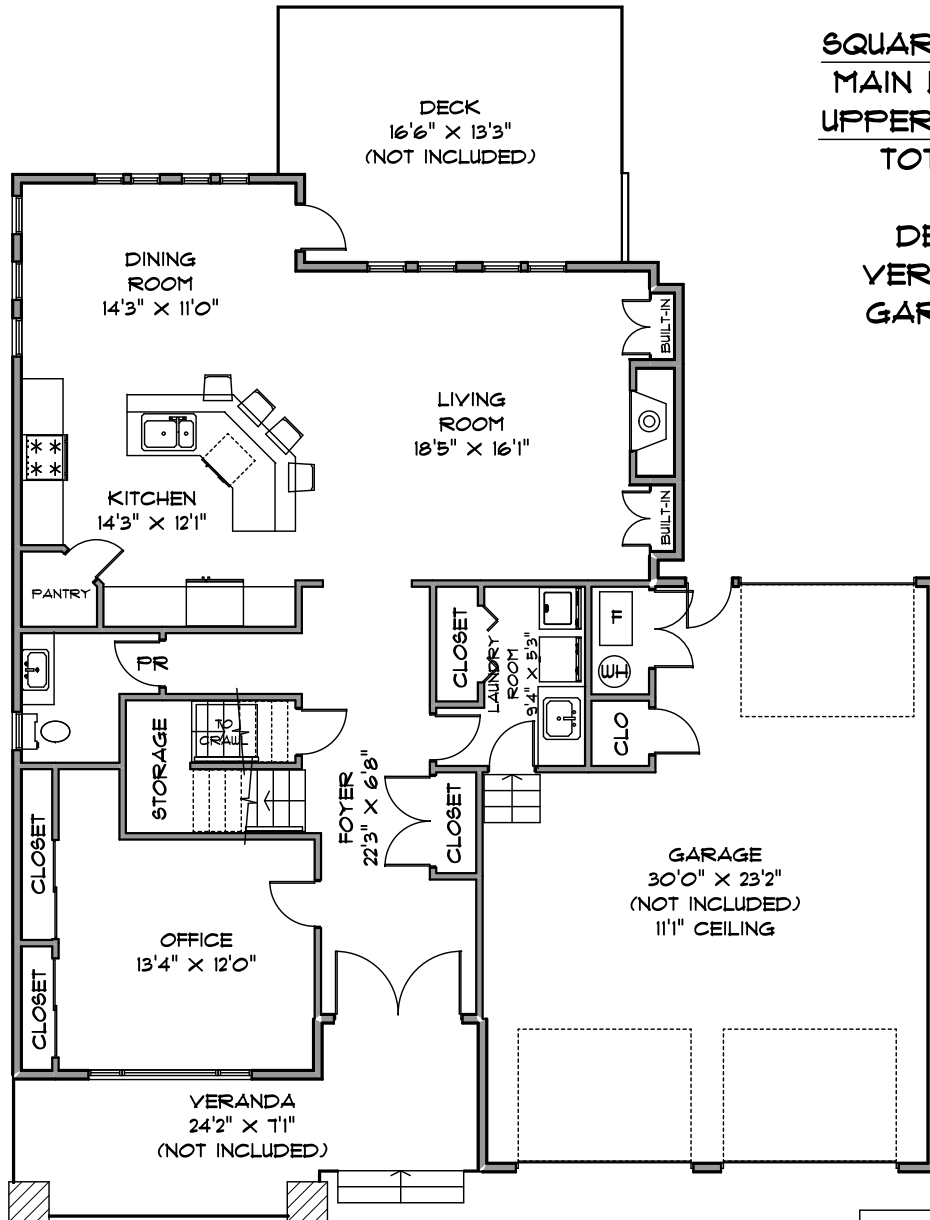 SQUAR
MAIN
UPPER
TOT
DE
VER
GAR
DECK
16'6" X 13'3"
(NOT INCLUDED)
DINING
ROOM
14'3" X 11'0"
BUILT-IN
LIVING
ROOM
18'5" X 16'1"
KITCHEN
14'3" X 12'1"
BUILT-IN
PANTRY
PR
CLOSET
LAUNDRY
ROOM
9'4" X 5'3"
F
WH
CLO
STORAGE
TO
CRAWL
FOYER
22'3" X 6'8"
CLOSET
CLOSET
OFFICE
13'4" X 12'0"
CLOSET
GARAGE
30'0" X 23'2"
(NOT INCLUDED)
11'1" CEILING
VERANDA
24'2" X 7'1"
(NOT INCLUDED)